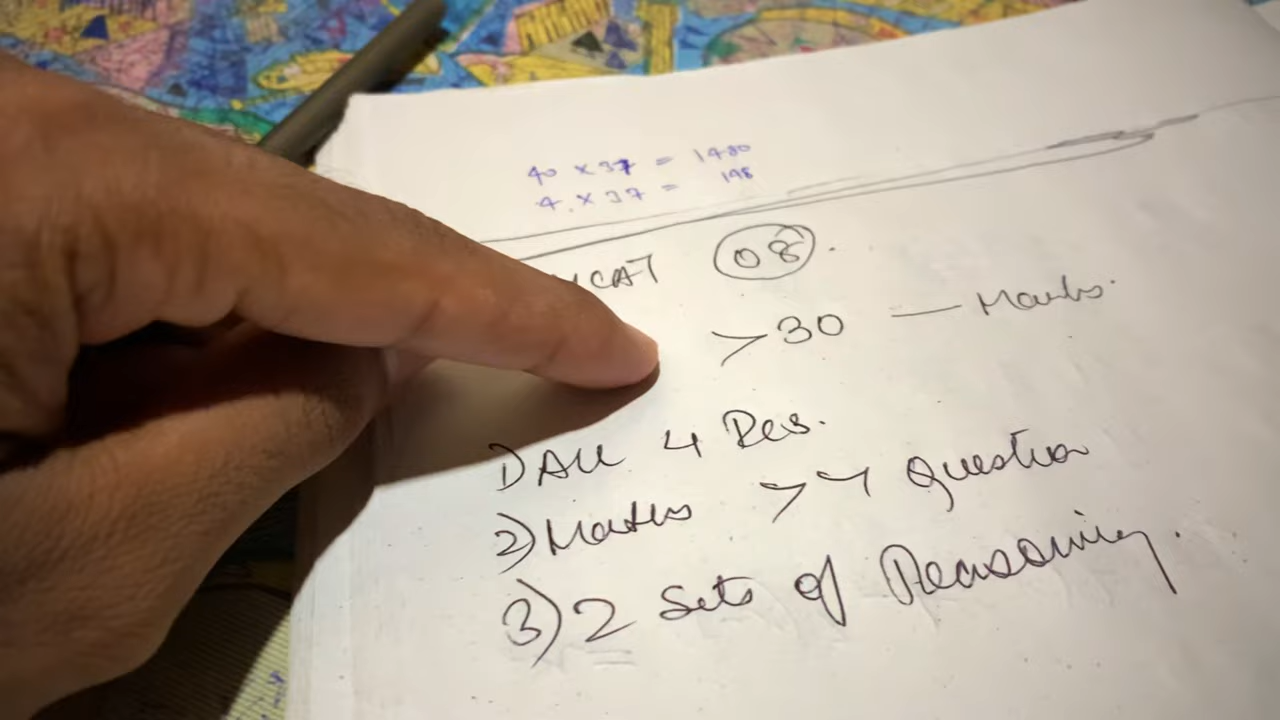 40 x 37 = 1480
4 x 37 = 148
CAT 08.
>30 — Marks.
1) All 4 Res.
2) Maths > 4 Question
3) 2 Sets of Reasoning.